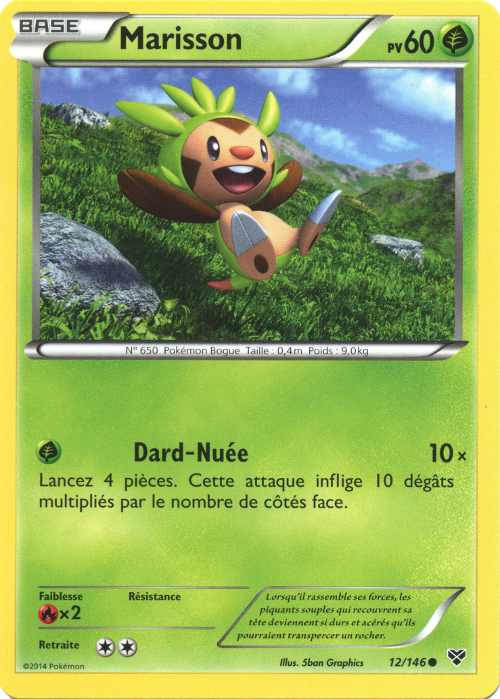 BASE
Marisson
PV60
N° 650 Pokémon Bogue Taille : 0,4m Poids : 9,0kg
Dard-Nuée 10×
Lancez 4 pièces. Cette attaque inflige 10 dégâts
multipliés par le nombre de côtés face.
Faiblesse Résistance
×2
Retraite
Lorsqu'il rassemble ses forces, les
piquants souples qui recouvrent sa
tête deviennent si durs et acérés qu'ils
pourraient transpercer un rocher.
©2014 Pokémon
Illus. 5ban Graphics 12/146
XY